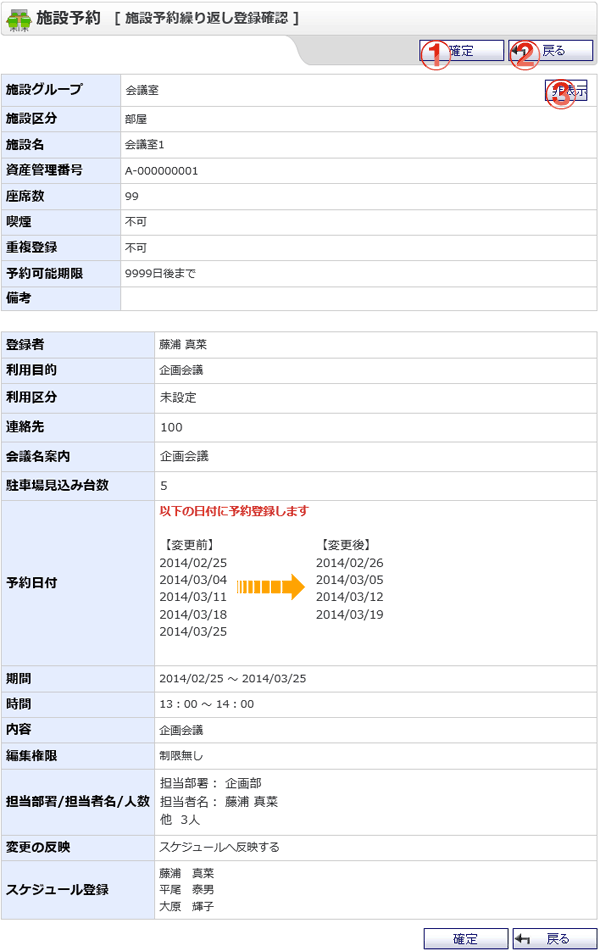 施設予約 [ 施設予約繰り返し登録確認 ]
① 確定 ② 戻る
施設グループ 会議室 ③ 非表示
施設区分 部屋
施設名 会議室1
資産管理番号 A-000000001
座席数 99
喫煙 不可
重複登録 不可
予約可能期限 9999日後まで
備考
登録者 藤浦 真菜
利用目的 企画会議
利用区分 未設定
連絡先 100
会議名案内 企画会議
駐車場見込み台数 5
以下の日付に予約登録します
予約日付
【変更前】 【変更後】
2014/02/25 2014/02/26
2014/03/04 2014/03/05
2014/03/11 2014/03/12
2014/03/18 2014/03/19
2014/03/25
期間 2014/02/25 ～ 2014/03/25
時間 13：00 ～ 14：00
内容 企画会議
編集権限 制限無し
担当部署/担当者名/人数
担当部署： 企画部
担当者名： 藤浦 真菜
他 3人
変更の反映 スケジュールへ反映する
スケジュール登録
藤浦 真菜
平尾 泰男
大原 輝子
確定 戻る